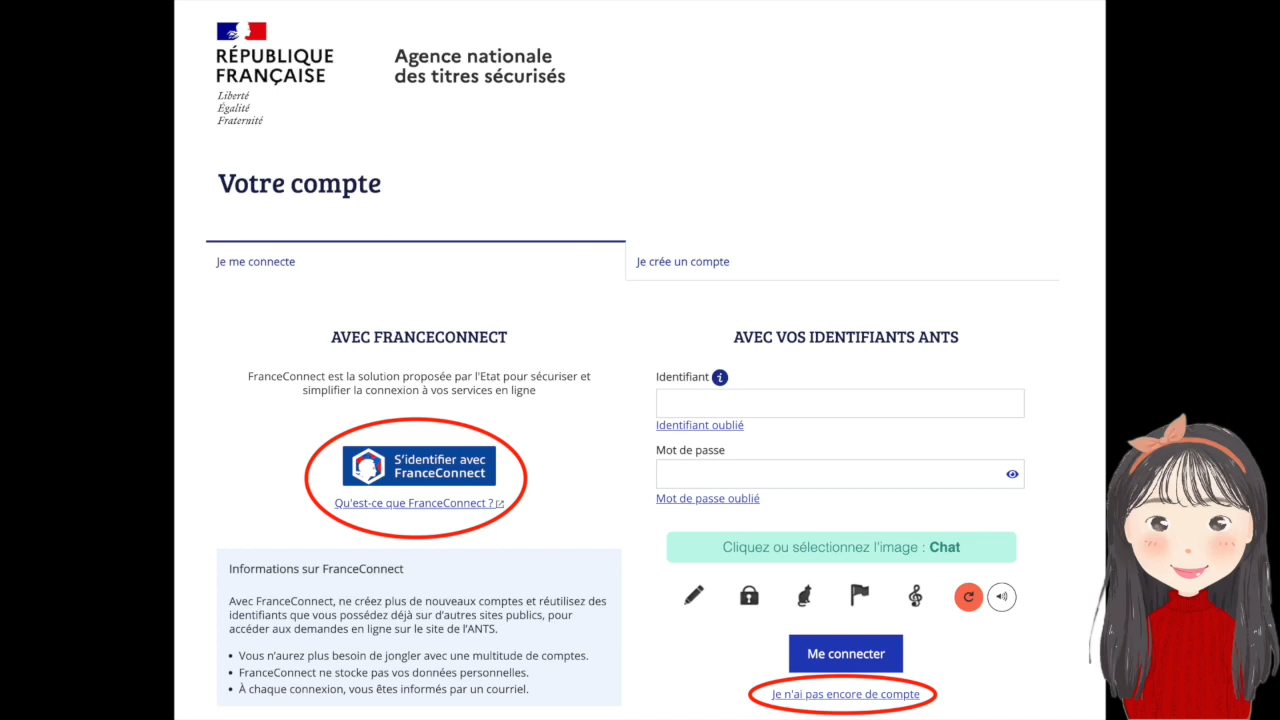 RÉPUBLIQUE
FRANÇAISE
Liberté
Égalité
Fraternité
Agence nationale
des titres sécurisés
Votre compte
Je me connecte
Je crée un compte
AVEC FRANCECONNECT
FranceConnect est la solution proposée par l'Etat pour sécuriser et
simplifier la connexion à vos services en ligne
S'identifier avec
FranceConnect
Qu'est-ce que FranceConnect ?
Informations sur FranceConnect
Avec FranceConnect, ne créez plus de nouveaux comptes et réutilisez des
identifiants que vous possédez déjà sur d'autres sites publics, pour
accéder aux demandes en ligne sur le site de l'ANTS.
• Vous n'aurez plus besoin de jongler avec une multitude de comptes.
• FranceConnect ne stocke pas vos données personnelles.
• À chaque connexion, vous êtes informés par un courriel.
AVEC VOS IDENTIFIANTS ANTS
Identifiant
Identifiant oublié
Mot de passe
Mot de passe oublié
Cliquez ou sélectionnez l'image : Chat
Me connecter
Je n'ai pas encore de compte